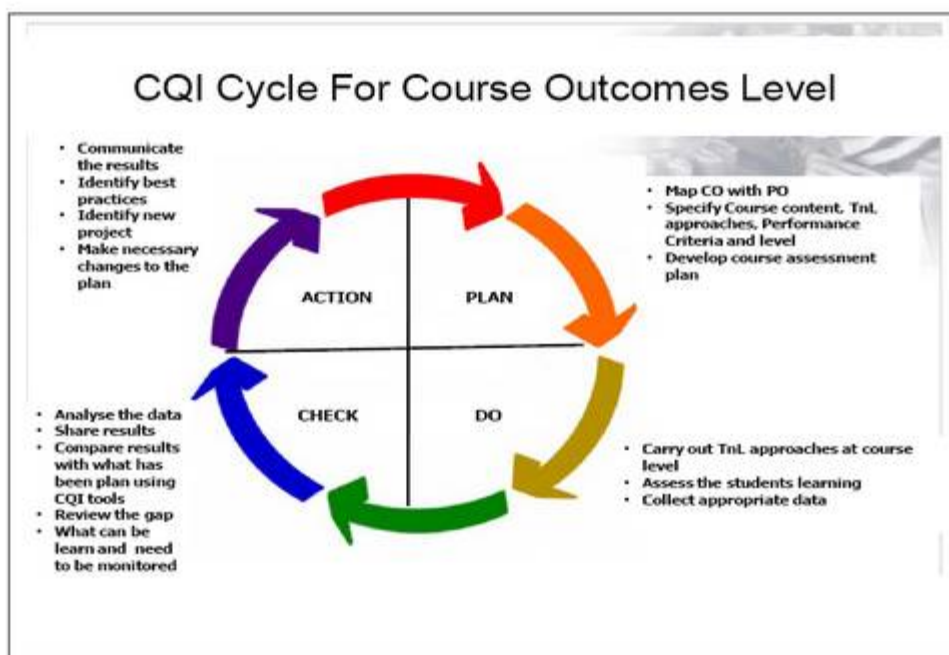 CQI Cycle For Course Outcomes Level
• Communicate
the results
• Identify best
practices
• Identify new
project
• Make necessary
changes to the
plan
• Map CO with PO
• Specify Course content, TnL
approaches, Performance
Criteria and level
• Develop course assessment
plan
ACTION
PLAN
CHECK
DO
• Analyse the data
• Share results
• Compare results
with what has
been plan using
CQI tools
• Review the gap
• What can be
learn and need
to be monitored
• Carry out TnL approaches at course
level
• Assess the students learning
• Collect appropriate data